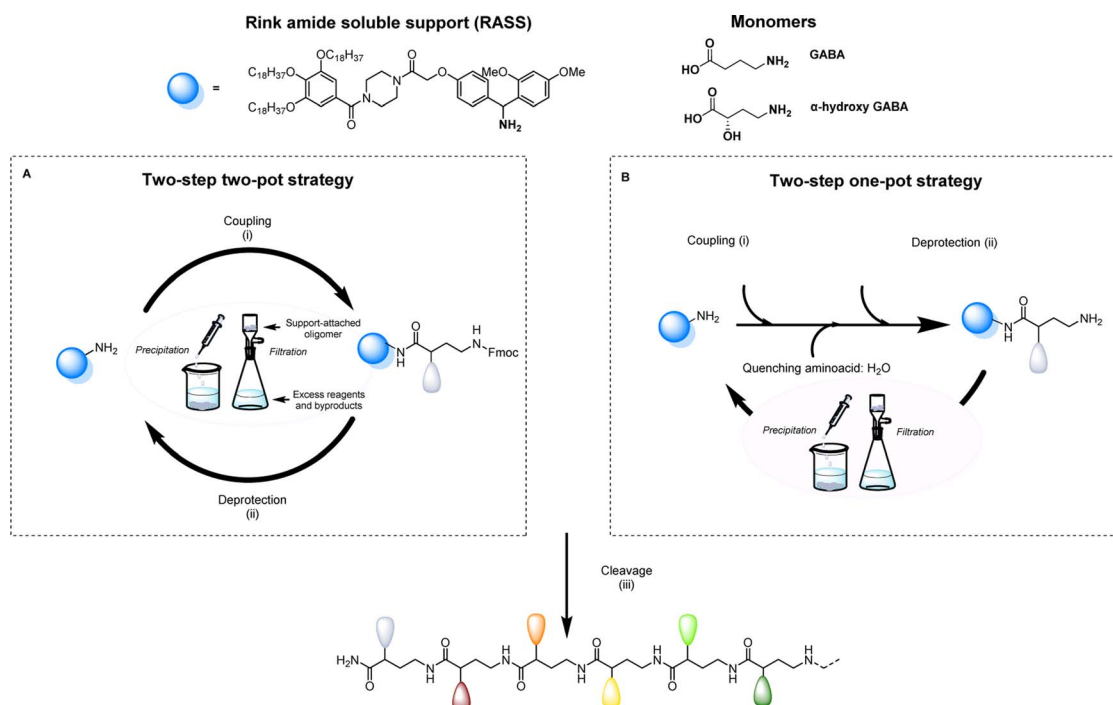 Rink amide soluble support (RASS)
Monomers
OC₁₈H₃₇
C₁₈H₃₇O
C₁₈H₃₇O
O
N
N
O
O
MeO
OMe
NH₂
=
O
HO
NH₂
GABA
O
HO
NH₂
OH
α-hydroxy GABA
A
Two-step two-pot strategy
Coupling
(i)
NH₂
Precipitation
Filtration
Support-attached
oligomer
Excess reagents
and byproducts
O
N
H
H
N
Fmoc
Deprotection
(ii)
B
Two-step one-pot strategy
Coupling (i)
Deprotection (ii)
NH₂
Quenching aminoacid: H₂O
O
N
H
NH₂
Precipitation
Filtration
Cleavage
(iii)
H₂N
O
N
H
O
H
N
O
N
H
O
H
N
O
N
H
O
H
N